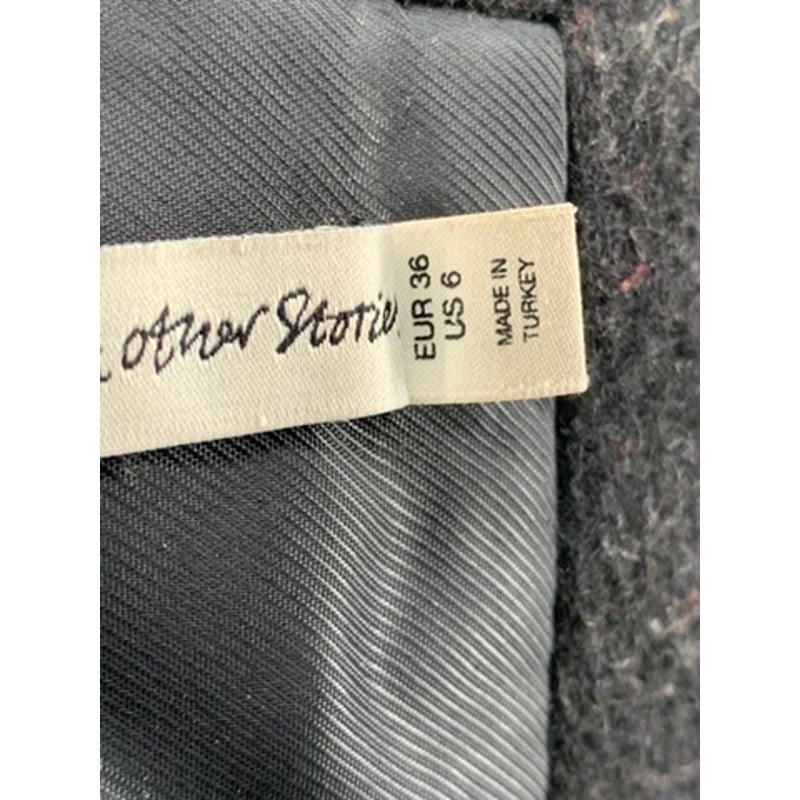 other Stories
EUR 36
US 6
MADE IN
TURKEY